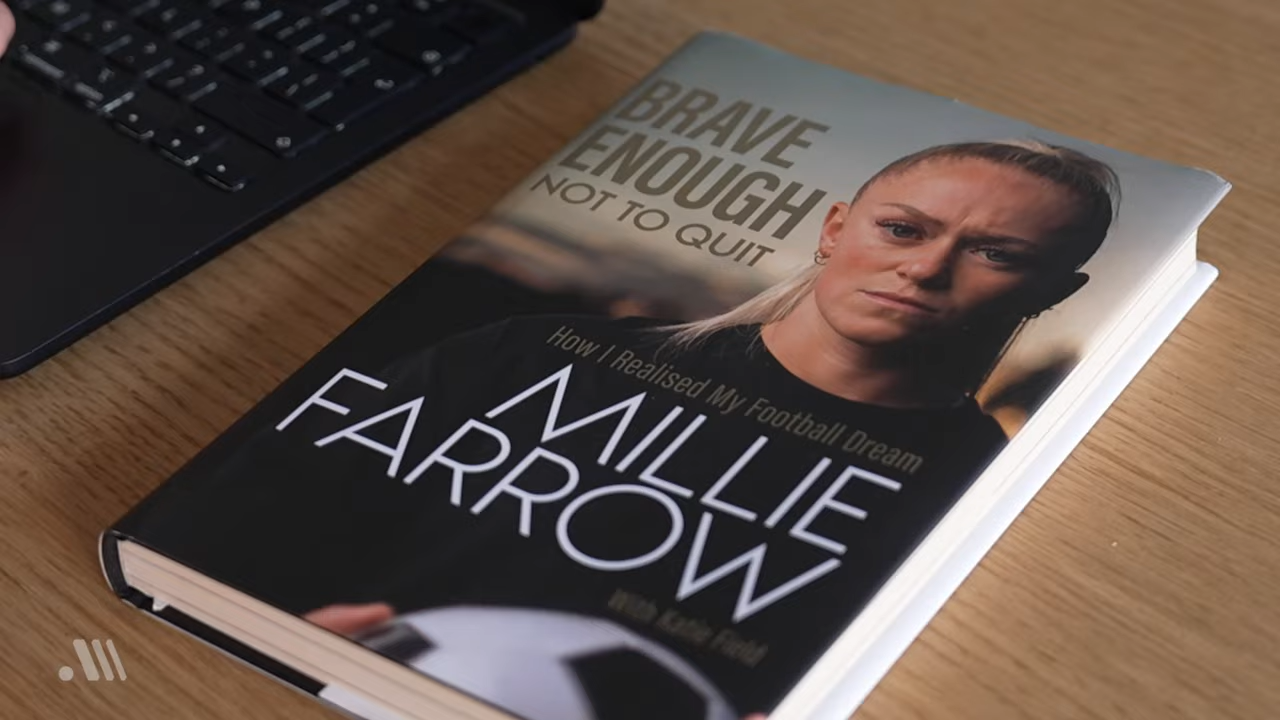 BRAVE
ENOUGH
NOT TO QUIT
How I Realised My Football Dream
MILLIE
FARROW
With Katie Field